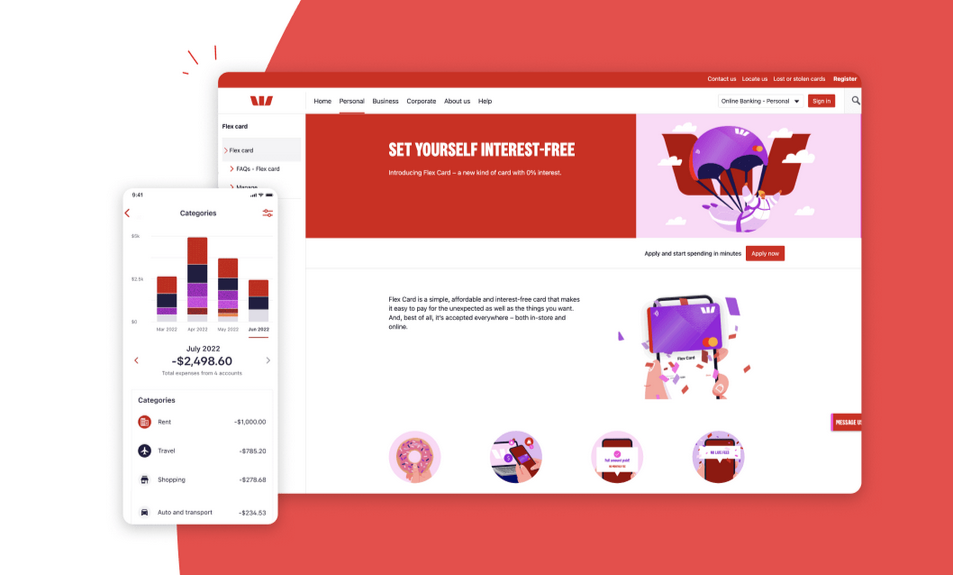 Contact us Locate us Lost or stolen cards Register
Home Personal Business Corporate About us Help
Online Banking - Personal
Sign in
Flex card
Flex card
FAQs - Flex card
Manage
SET YOURSELF INTEREST-FREE
Introducing Flex Card – a new kind of card with 0% interest.
Apply and start spending in minutes
Apply now
Flex Card is a simple, affordable and interest-free card that makes
it easy to pay for the unexpected as well as the things you want.
And, best of all, it's accepted everywhere – both in-store and
online.
Flex Card
MESSAGE U
full amount paid
NO LATE FEES
9:41
Categories
$5k
$2.5k
$0
Mar 2022
Apr 2022
May 2022
Jun 2022
July 2022
-$2,498.60
Total expenses from 4 accounts
Categories
Rent -$1,000.00
Travel -$785.20
Shopping -$278.68
Auto and transport -$234.53